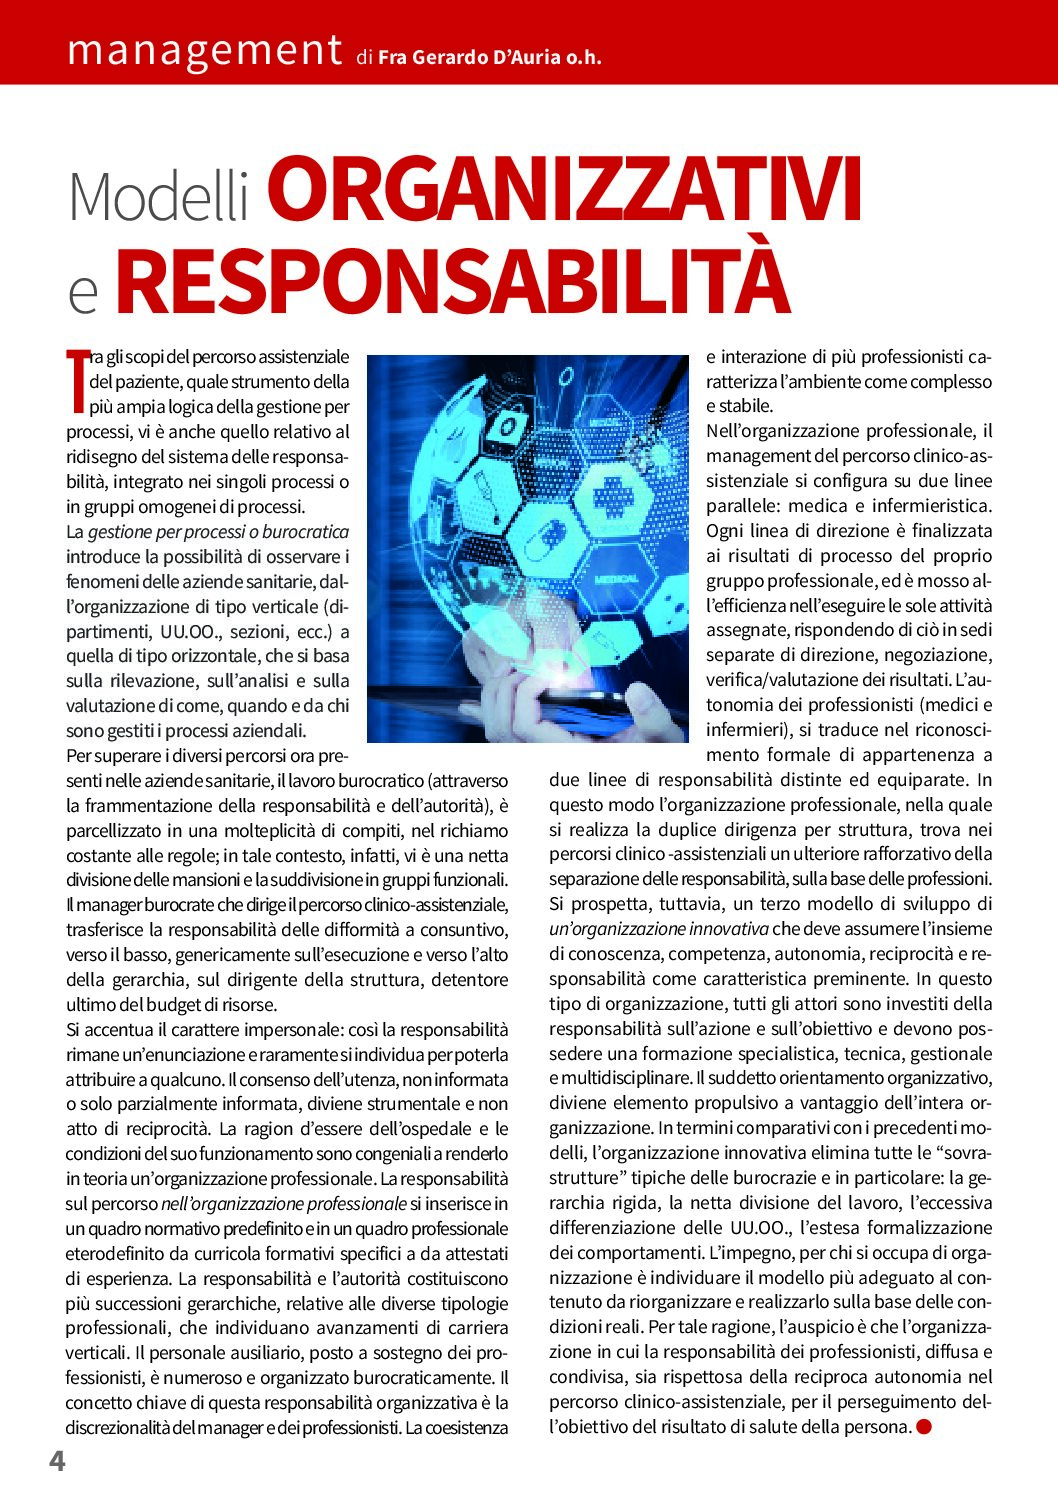 management di Fra Gerardo D'Auria o.h.
Modelli ORGANIZZATIVI
e RESPONSABILITÀ
Tra gli scopi del percorso assistenziale
del paziente, quale strumento della
più ampia logica della gestione per
processi, vi è anche quello relativo al
ridisegno del sistema delle responsa-
bilità, integrato nei singoli processi o
in gruppi omogenei di processi.
La gestione per processi o burocratica
introduce la possibilità di osservare i
fenomeni delle aziende sanitarie, dal-
l'organizzazione di tipo verticale (di-
partimenti, UU.OO., sezioni, ecc.) a
quella di tipo orizzontale, che si basa
sulla rilevazione, sull'analisi e sulla
valutazione di come, quando e da chi
sono gestiti i processi aziendali.
Per superare i diversi percorsi ora pre-
senti nelle aziende sanitarie, il lavoro burocratico (attraverso
la frammentazione della responsabilità e dell'autorità), è
parcellizzato in una molteplicità di compiti, nel richiamo
costante alle regole; in tale contesto, infatti, vi è una netta
divisione delle mansioni e la suddivisione in gruppi funzionali.
Il manager burocrate che dirige il percorso clinico-assistenziale,
trasferisce la responsabilità delle difformità a consuntivo,
verso il basso, genericamente sull'esecuzione e verso l'alto
della gerarchia, sul dirigente della struttura, detentore
ultimo del budget di risorse.
Si accentua il carattere impersonale: così la responsabilità
rimane un'enunciazione e raramente si individua per poterla
attribuire a qualcuno. Il consenso dell'utenza, non informata
o solo parzialmente informata, diviene strumentale e non
atto di reciprocità. La ragion d'essere dell'ospedale e le
condizioni del suo funzionamento sono congeniali a renderlo
in teoria un'organizzazione professionale. La responsabilità
sul percorso nell'organizzazione professionale si inserisce in
un quadro normativo predefinito e in un quadro professionale
eterodefinito da curricola formativi specifici a da attestati
di esperienza. La responsabilità e l'autorità costituiscono
più successioni gerarchiche, relative alle diverse tipologie
professionali, che individuano avanzamenti di carriera
verticali. Il personale ausiliario, posto a sostegno dei pro-
fessionisti, è numeroso e organizzato burocraticamente. Il
concetto chiave di questa responsabilità organizzativa è la
discrezionalità del manager e dei professionisti. La coesistenza
MEDICAL
e interazione di più professionisti ca-
ratterizza l'ambiente come complesso
e stabile.
Nell'organizzazione professionale, il
management del percorso clinico-as-
sistenziale si configura su due linee
parallele: medica e infermieristica.
Ogni linea di direzione è finalizzata
ai risultati di processo del proprio
gruppo professionale, ed è mosso al-
l'efficienza nell'eseguire le sole attività
assegnate, rispondendo di ciò in sedi
separate di direzione, negoziazione,
verifica/valutazione dei risultati. L'au-
tonomia dei professionisti (medici e
infermieri), si traduce nel riconosci-
mento formale di appartenenza a
due linee di responsabilità distinte ed equiparate. In
questo modo l'organizzazione professionale, nella quale
si realizza la duplice dirigenza per struttura, trova nei
percorsi clinico -assistenziali un ulteriore rafforzativo della
separazione delle responsabilità, sulla base delle professioni.
Si prospetta, tuttavia, un terzo modello di sviluppo di
un'organizzazione innovativa che deve assumere l'insieme
di conoscenza, competenza, autonomia, reciprocità e re-
sponsabilità come caratteristica preminente. In questo
tipo di organizzazione, tutti gli attori sono investiti della
responsabilità sull'azione e sull'obiettivo e devono pos-
sedere una formazione specialistica, tecnica, gestionale
e multidisciplinare. Il suddetto orientamento organizzativo,
diviene elemento propulsivo a vantaggio dell'intera or-
ganizzazione. In termini comparativi con i precedenti mo-
delli, l'organizzazione innovativa elimina tutte le “sovra-
strutture” tipiche delle burocrazie e in particolare: la ge-
rarchia rigida, la netta divisione del lavoro, l'eccessiva
differenziazione delle UU.OO., l'estesa formalizzazione
dei comportamenti. L'impegno, per chi si occupa di orga-
nizzazione è individuare il modello più adeguato al con-
tenuto da riorganizzare e realizzarlo sulla base delle con-
dizioni reali. Per tale ragione, l'auspicio è che l'organizza-
zione in cui la responsabilità dei professionisti, diffusa e
condivisa, sia rispettosa della reciproca autonomia nel
percorso clinico-assistenziale, per il perseguimento del-
l'obiettivo del risultato di salute della persona.
4